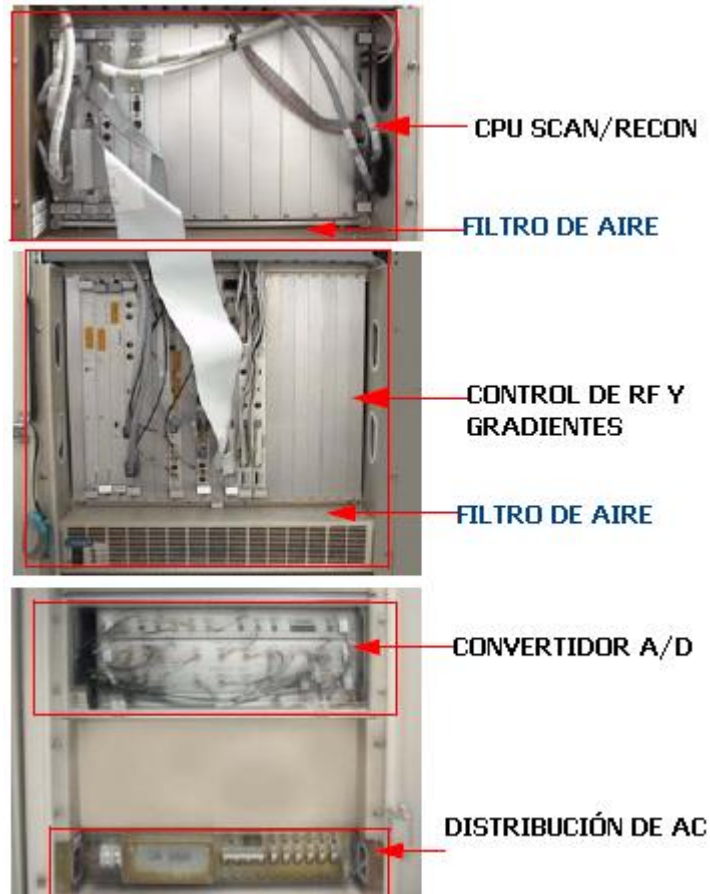 CPU SCAN/RECON
FILTRO DE AIRE
CONTROL DE RF Y
GRADIENTES
FILTRO DE AIRE
CONVERTIDOR A/D
DISTRIBUCIÓN DE AC